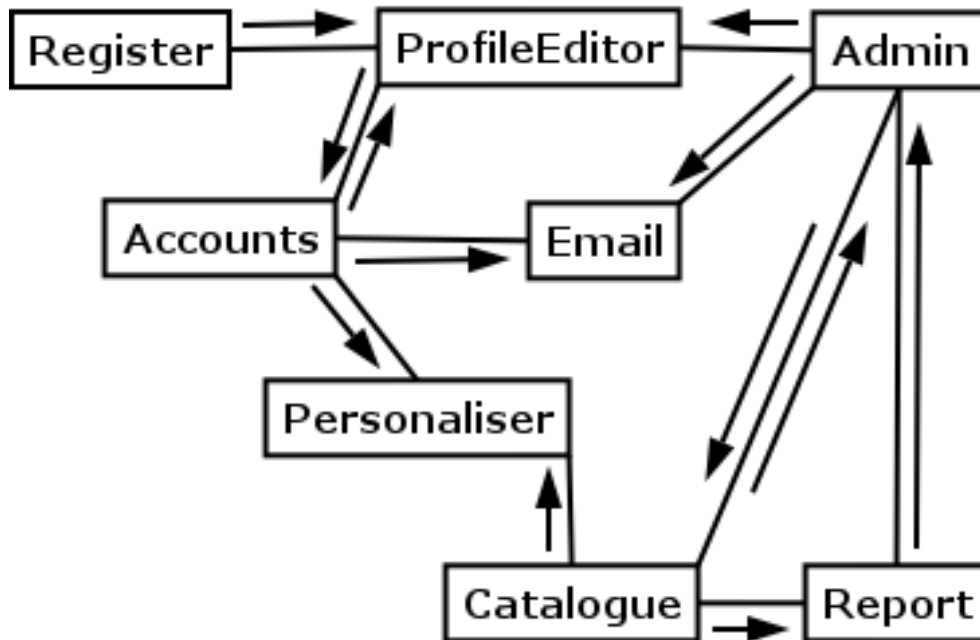 Register
ProfileEditor
Admin
Accounts
Email
Personaliser
Catalogue
Report